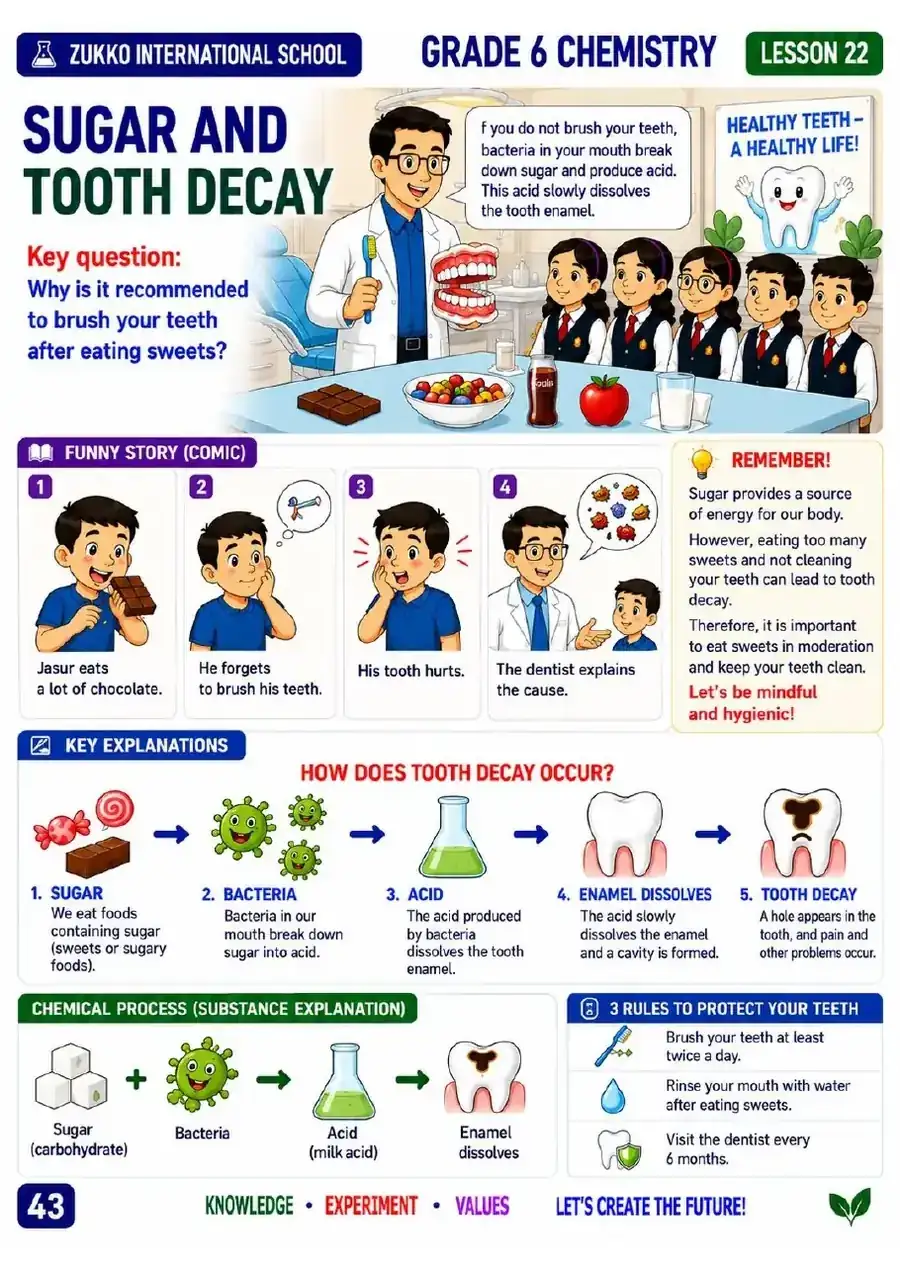 ZUKKO INTERNATIONAL SCHOOL
GRADE 6 CHEMISTRY
LESSON 22
SUGAR AND
TOOTH DECAY
Key question:
Why is it recommended
to brush your teeth
after eating sweets?
f you do not brush your teeth,
bacteria in your mouth break
down sugar and produce acid.
This acid slowly dissolves
the tooth enamel.
HEALTHY TEETH –
A HEALTHY LIFE!
FUNNY STORY (COMIC)
1
Jasur eats
a lot of chocolate.
2
He forgets
to brush his teeth.
3
His tooth hurts.
4
The dentist explains
the cause.
REMEMBER!
Sugar provides a source
of energy for our body.
However, eating too many
sweets and not cleaning
your teeth can lead to tooth
decay.
Therefore, it is important
to eat sweets in moderation
and keep your teeth clean.
Let's be mindful
and hygienic!
KEY EXPLANATIONS
HOW DOES TOOTH DECAY OCCUR?
1. SUGAR
We eat foods
containing sugar
(sweets or sugary
foods).
2. BACTERIA
Bacteria in our
mouth break down
sugar into acid.
3. ACID
The acid produced
by bacteria
dissolves the tooth
enamel.
4. ENAMEL DISSOLVES
The acid slowly
dissolves the enamel
and a cavity is formed.
5. TOOTH DECAY
A hole appears in the
tooth, and pain and
other problems occur.
CHEMICAL PROCESS (SUBSTANCE EXPLANATION)
+
Sugar
(carbohydrate)
Bacteria
Acid
(milk acid)
Enamel
dissolves
3 RULES TO PROTECT YOUR TEETH
Brush your teeth at least
twice a day.
Rinse your mouth with water
after eating sweets.
Visit the dentist every
6 months.
43
KNOWLEDGE • EXPERIMENT • VALUES
LET'S CREATE THE FUTURE!